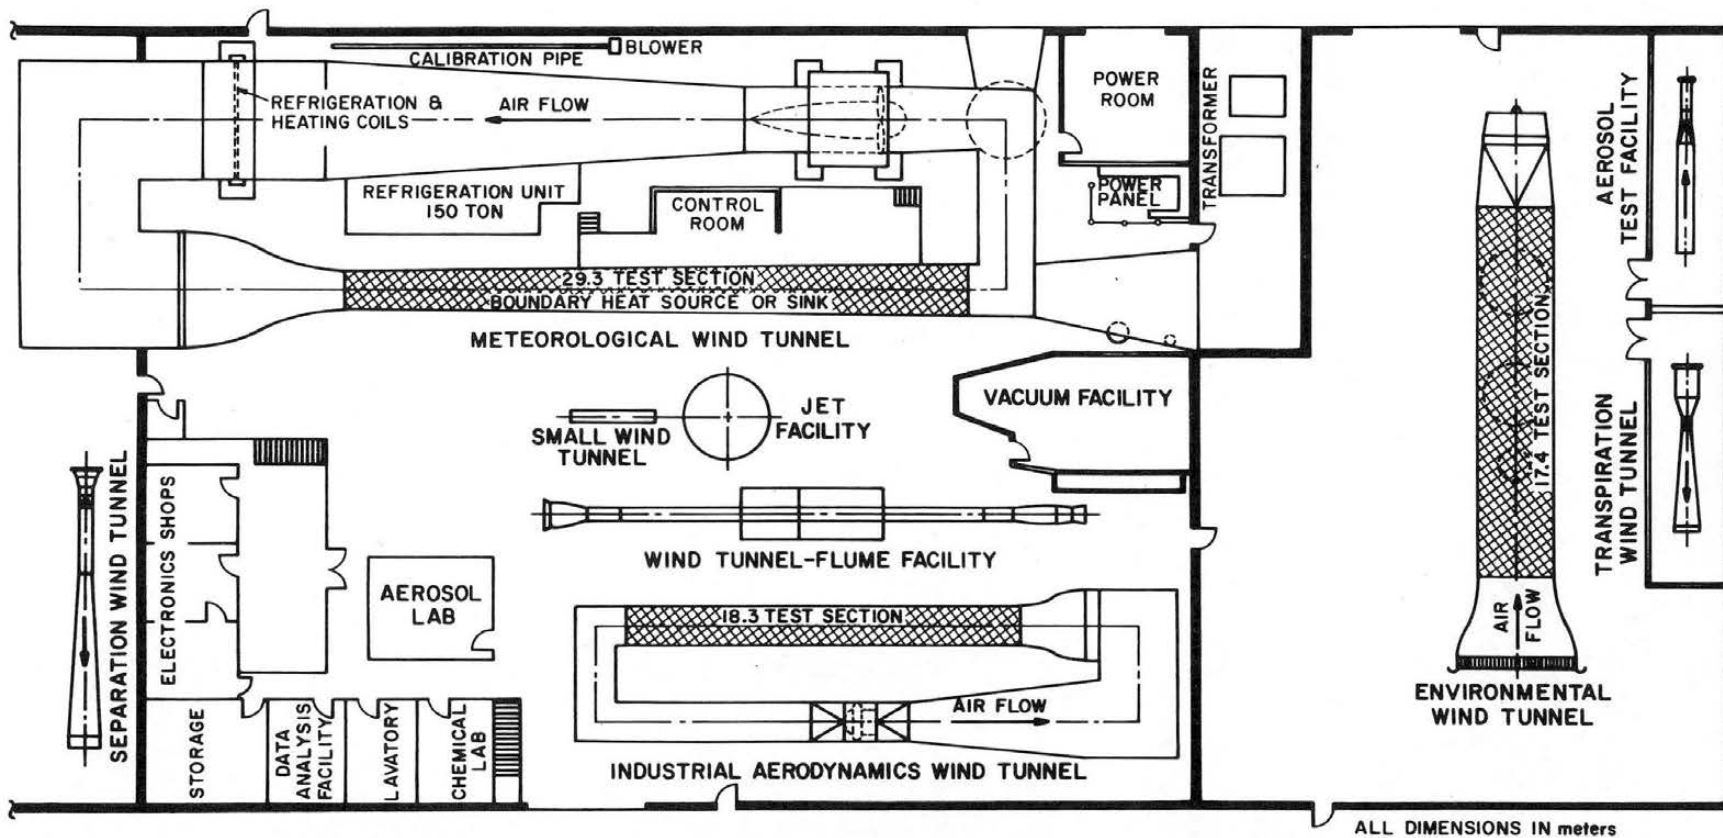 BLOWER
CALIBRATION PIPE
REFRIGERATION &
HEATING COILS
AIR FLOW
POWER
ROOM
TRANSFORMER
AEROSOL
TEST FACILITY
REFRIGERATION UNIT
150 TON
CONTROL
ROOM
POWER
PANEL
29.3 TEST SECTION
BOUNDARY HEAT SOURCE OR SINK
METEOROLOGICAL WIND TUNNEL
VACUUM FACILITY
JET
FACILITY
SMALL WIND
TUNNEL
17.4 TEST SECTION
TRANSPIRATION
WIND TUNNEL
SEPARATION WIND TUNNEL
ELECTRONICS SHOPS
WIND TUNNEL-FLUME FACILITY
AEROSOL
LAB
18.3 TEST SECTION
AIR
FLOW
ENVIRONMENTAL
WIND TUNNEL
AIR FLOW
STORAGE
DATA
ANALYSIS
FACILITY
LAVATORY
CHEMICAL
LAB
INDUSTRIAL AERODYNAMICS WIND TUNNEL
ALL DIMENSIONS IN meters